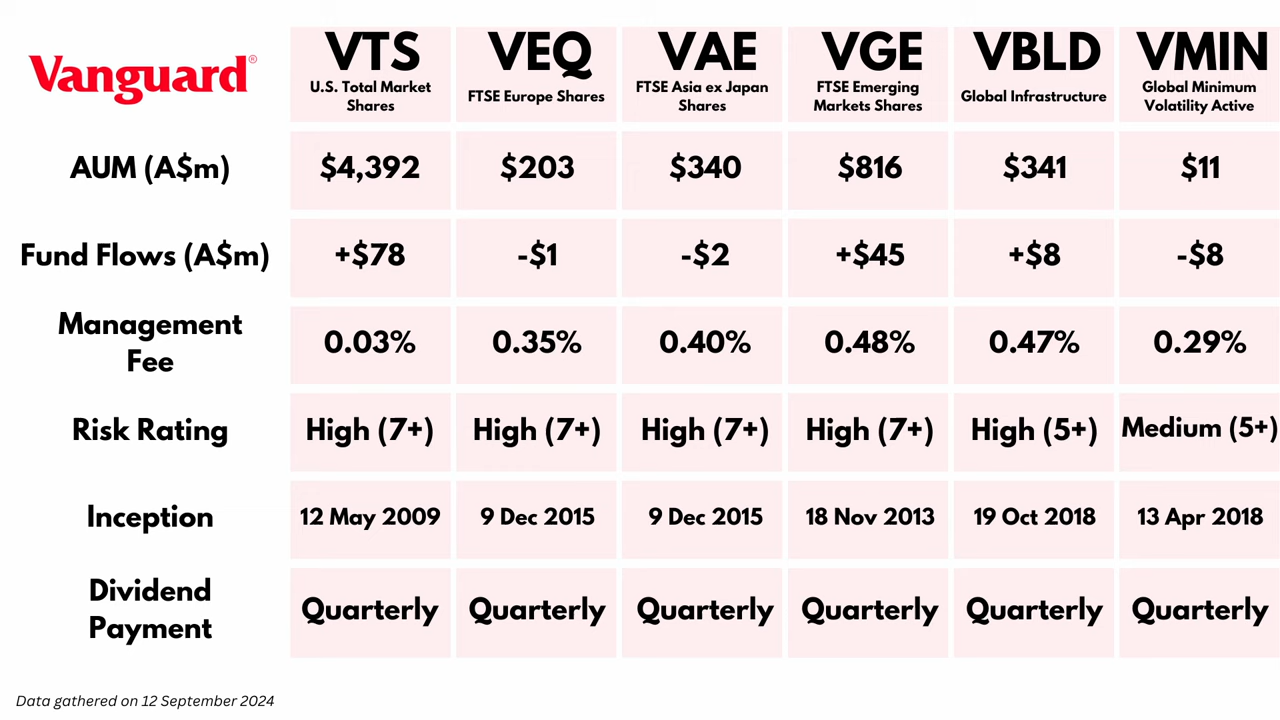 Vanguard®
VTS
U.S. Total Market
Shares
VEQ
FTSE Europe Shares
VAE
FTSE Asia ex Japan
Shares
VGE
FTSE Emerging
Markets Shares
VBLD
Global Infrastructure
VMIN
Global Minimum
Volatility Active
AUM (A$m) $4,392 $203 $340 $816 $341 $11
Fund Flows (A$m) +$78 -$1 -$2 +$45 +$8 -$8
Management
Fee
0.03% 0.35% 0.40% 0.48% 0.47% 0.29%
Risk Rating High (7+) High (7+) High (7+) High (7+) High (5+) Medium (5+)
Inception 12 May 2009 9 Dec 2015 9 Dec 2015 18 Nov 2013 19 Oct 2018 13 Apr 2018
Dividend
Payment
Quarterly Quarterly Quarterly Quarterly Quarterly Quarterly
Data gathered on 12 September 2024